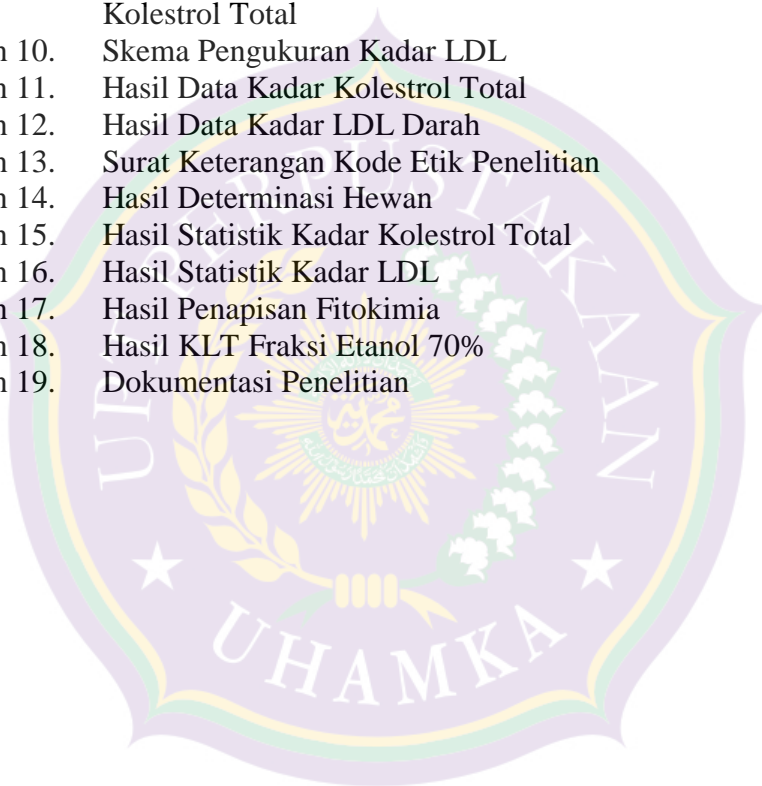 Kolestrol Total
n 10. Skema Pengukuran Kadar LDL
n 11. Hasil Data Kadar Kolestrol Total
n 12. Hasil Data Kadar LDL Darah
n 13. Surat Keterangan Kode Etik Penelitian
n 14. Hasil Determinasi Hewan
n 15. Hasil Statistik Kadar Kolestrol Total
n 16. Hasil Statistik Kadar LDL
n 17. Hasil Penapisan Fitokimia
n 18. Hasil KLT Fraksi Etanol 70%
n 19. Dokumentasi Penelitian
PERPUSTAKAAN
UHAMKA